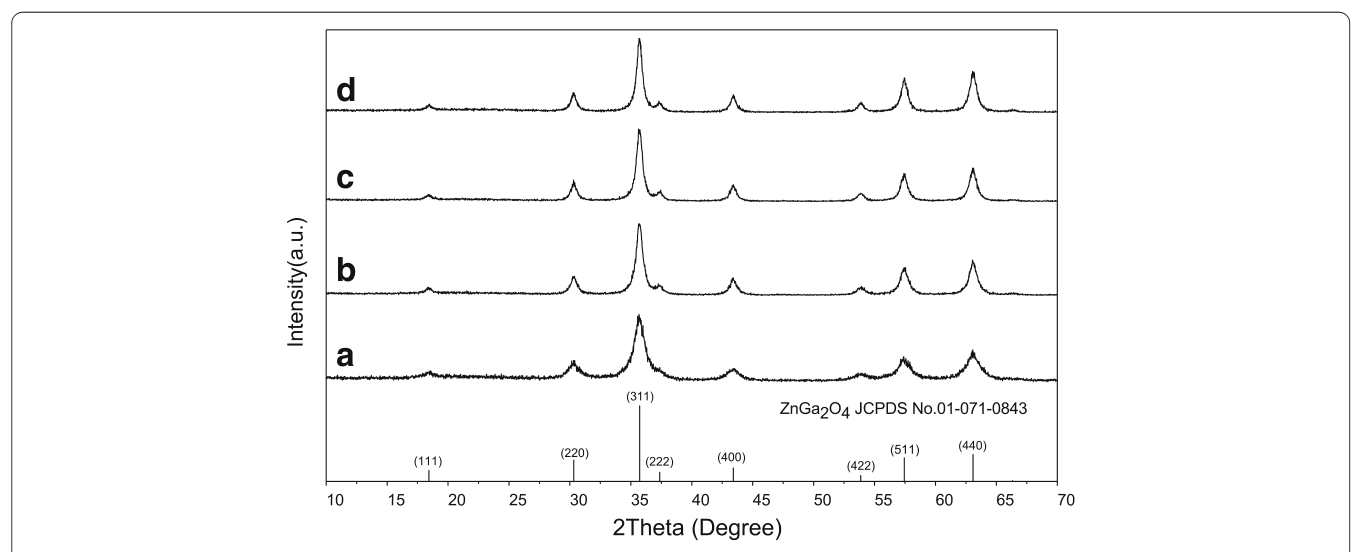 d
c
b
a
Intensity(a.u.)
ZnGa2O4 JCPDS No.01-071-0843
(111)
(220)
(311)
(222)
(400)
(422)
(511)
(440)
10 15 20 25 30 35 40 45 50 55 60 65 70
2Theta (Degree)